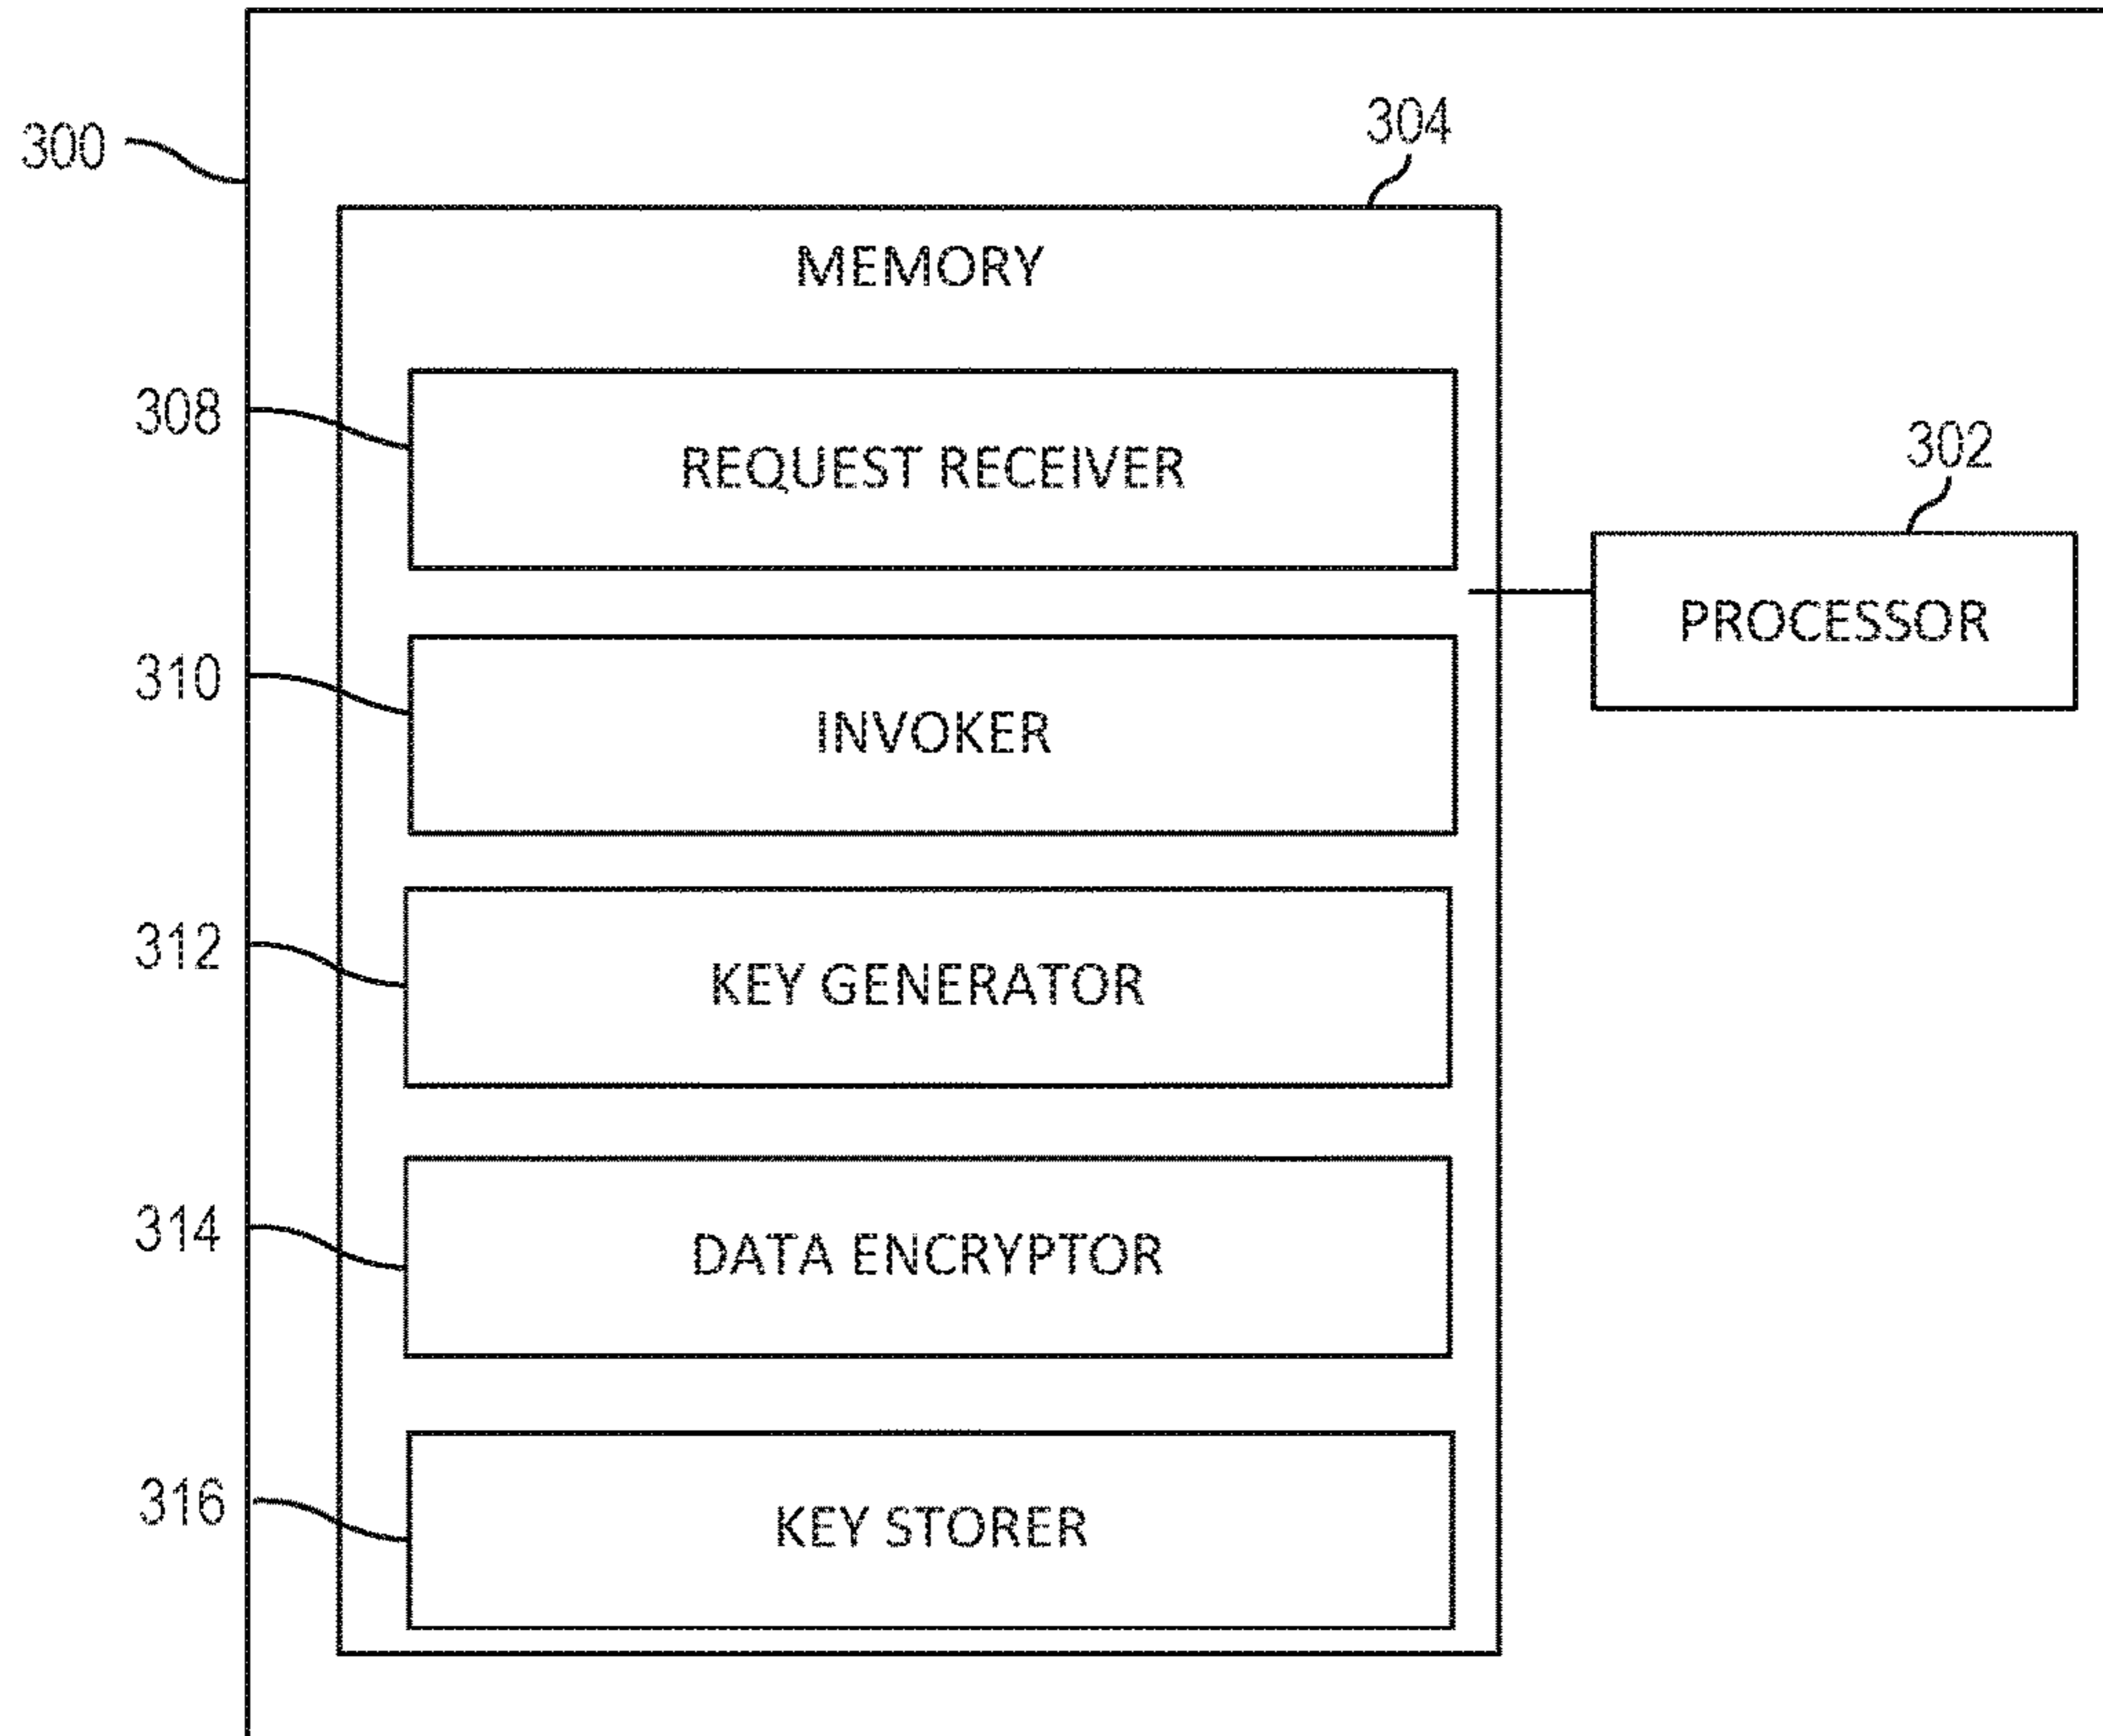 304
300
MEMORY
308
REQUEST RECEIVER
302
PROCESSOR
310
INVOKER
312
KEY GENERATOR
314
DATA ENCRYPTOR
316
KEY STORER